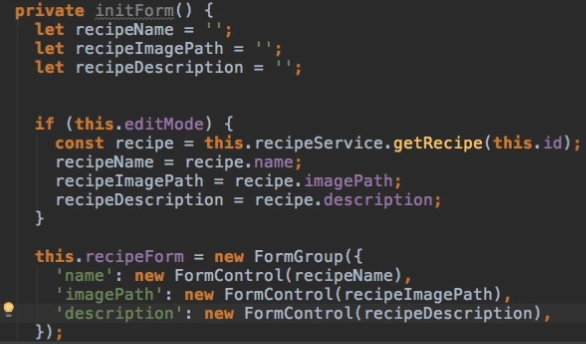 private initForm() {
let recipeName = '';
let recipeImagePath = '';
let recipeDescription = '';
if (this.editMode) {
const recipe = this.recipeService.getRecipe(this.id);
recipeName = recipe.name;
recipeImagePath = recipe.imagePath;
recipeDescription = recipe.description;
}
this.recipeForm = new FormGroup({
'name': new FormControl(recipeName),
'imagePath': new FormControl(recipeImagePath),
'description': new FormControl(recipeDescription),
});